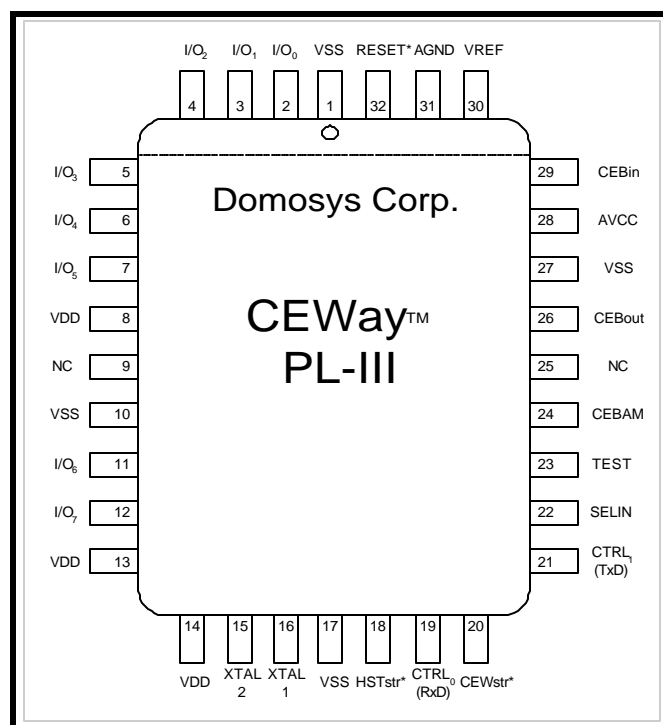 I/O₂ I/O₁ I/O₀ VSS RESET* AGND VREF
4 3 2 1 32 31 30
I/O₃ 5 29 CEBin
Domosys Corp.
I/O₄ 6 28 AVCC
I/O₅ 7 27 VSS
VDD 8 26 CEBout
CEWay™
NC 9 25 NC
PL-III
VSS 10 24 CEBAM
I/O₆ 11 23 TEST
I/O₇ 12 22 SELIN
VDD 13 21 CTRL₁
(TxD)
14 15 16 17 18 19 20
VDD XTAL XTAL VSS HSTstr* CTRL₀ CEWstr*
2 1 (RxD)